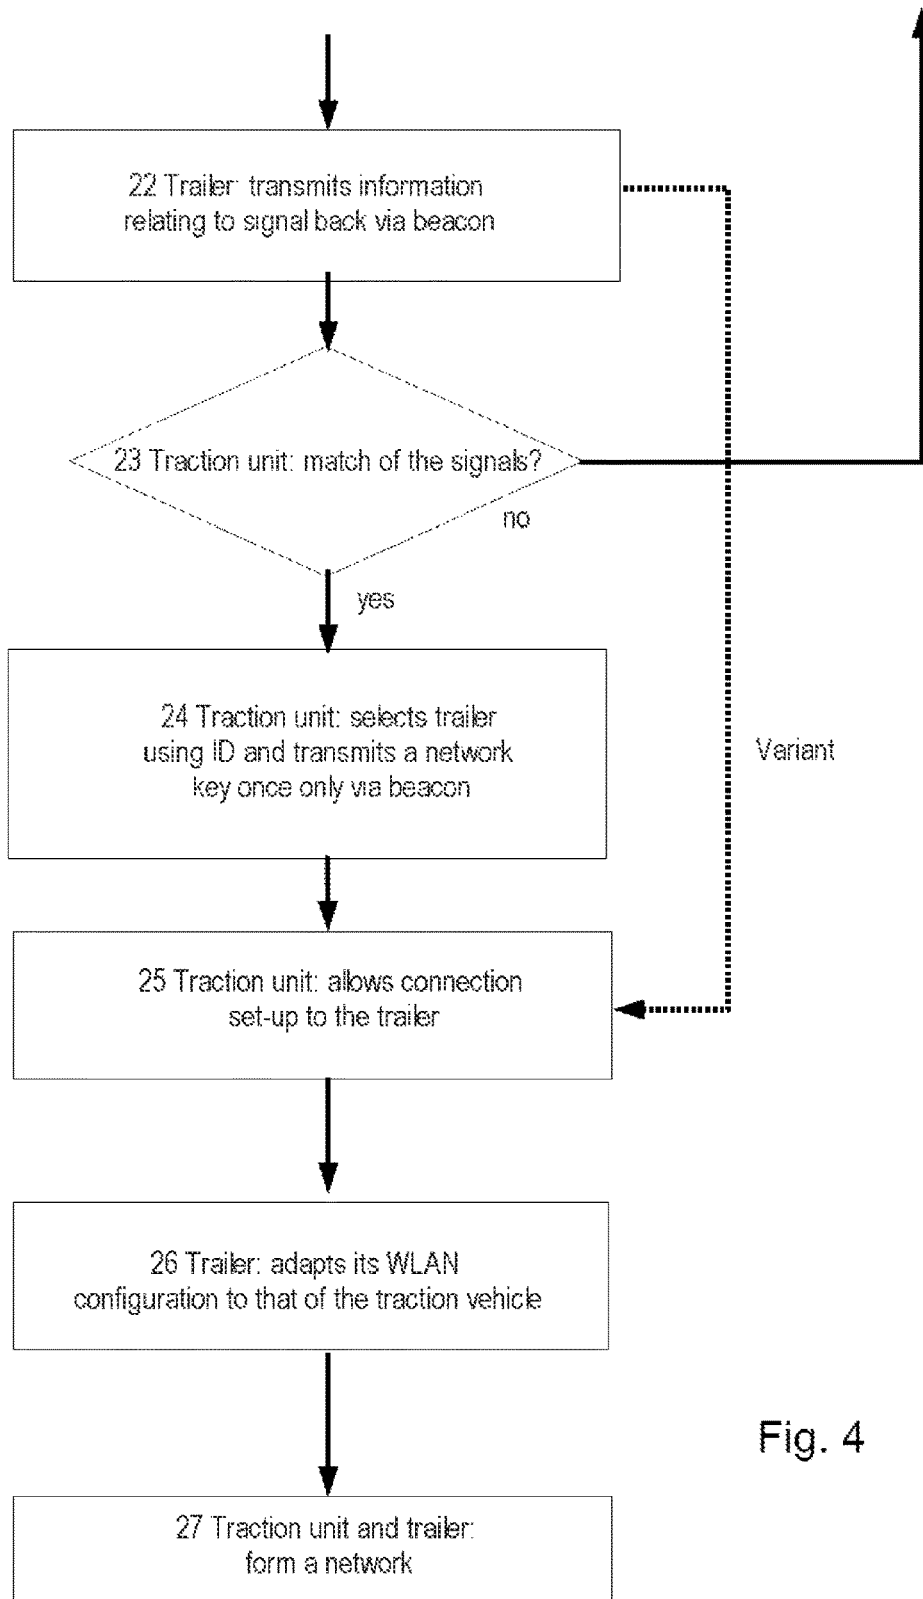 22 Trailer: transmits information
relating to signal back via beacon
23 Traction unit: match of the signals?
no
yes
24 Traction unit: selects trailer
using ID and transmits a network
key once only via beacon
Variant
25 Traction unit: allows connection
set-up to the trailer
26 Trailer: adapts its WLAN
configuration to that of the traction vehicle
Fig. 4
27 Traction unit and trailer:
form a network